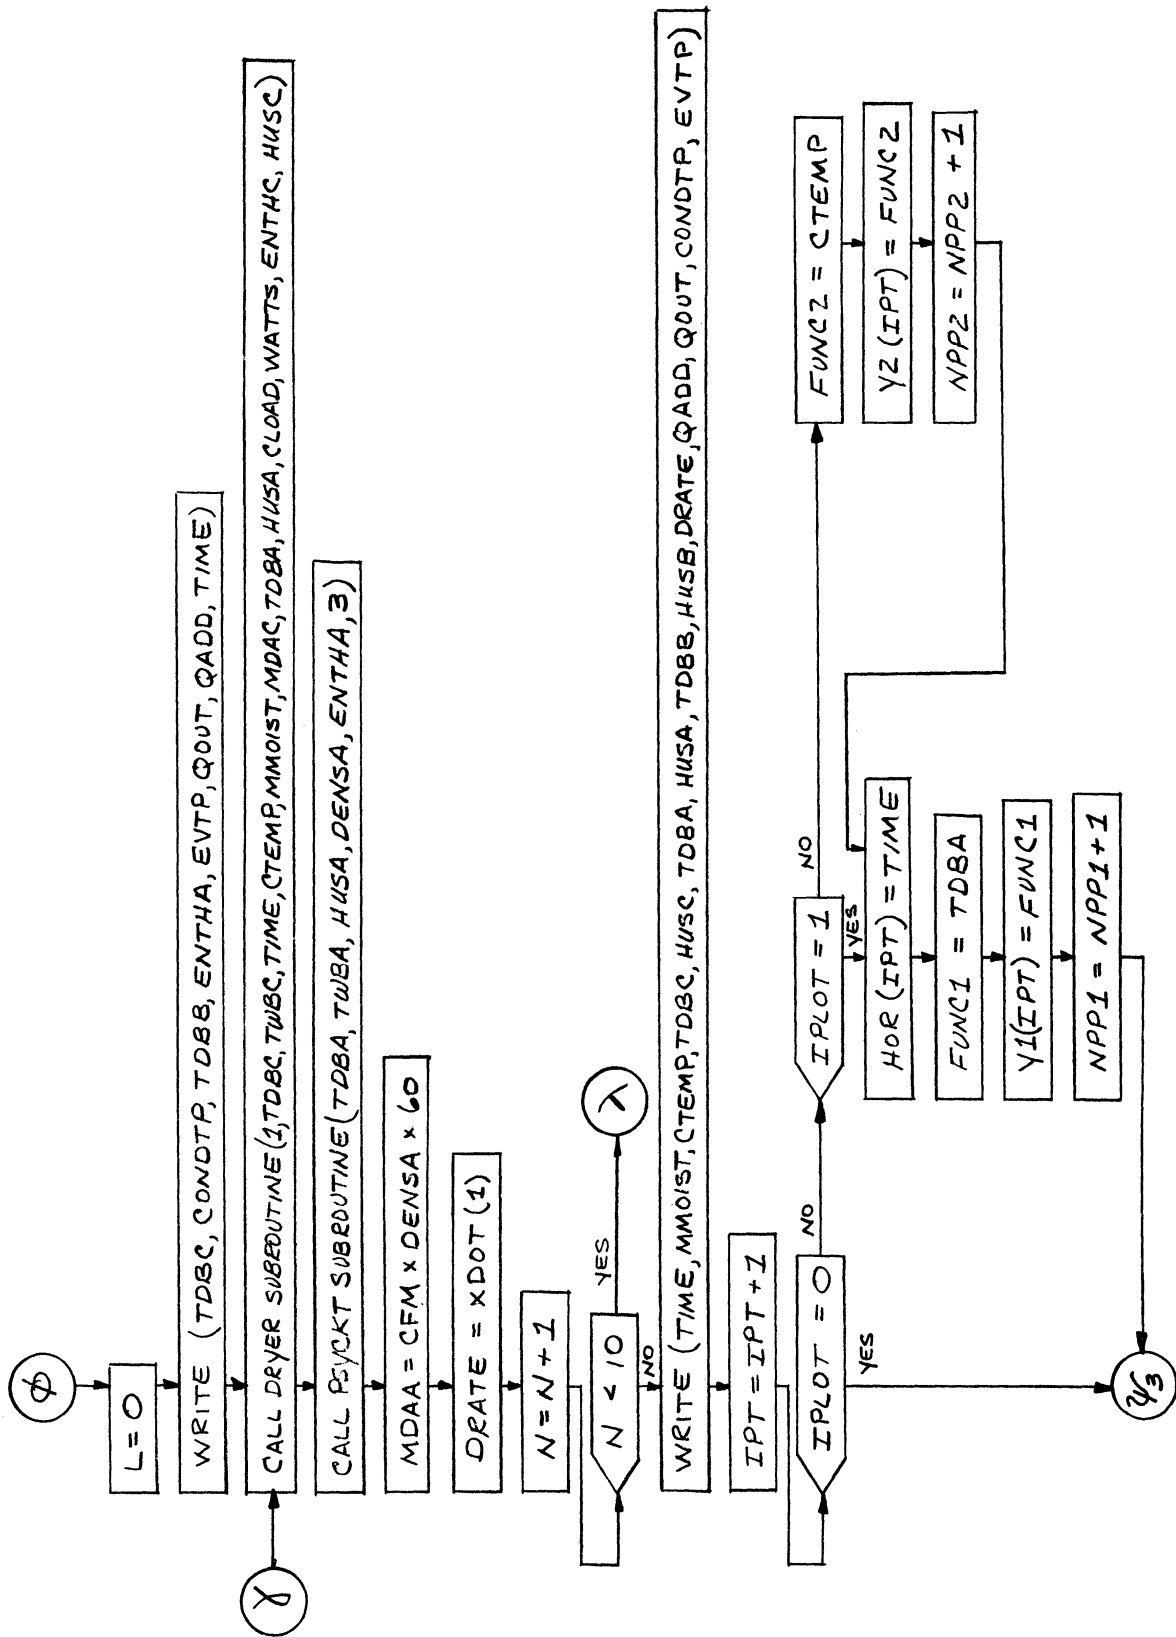 ϕ
L=0
WRITE (TDBC, CONDTP, TDBB, ENTHA, EVTP, QOUT, QADD, TIME)
γ
CALL DRYER SUBROUTINE (1,TDBC,TWBC,TIME,CTEMP,MMOIST,MDAC,TDBA,HUSA,CLOAD,WATTS,ENTHC,HUSC)
CALL PSYCKT SUBROUTINE (TDBA, TWBA, HUSA, DENSA, ENTHA, 3)
MDAA = CFM x DENSA x 60
DRATE = XDOT (1)
N = N + 1
N < 10
YES
λ
NO
WRITE (TIME, MMOIST, CTEMP, TDBC, HUSC, TDBA, HUSA, TDBB, HUSB, DRATE, QADD, QOUT, CONDTP, EVTP)
IPT = IPT + 1
IPLOT = 0
NO
YES
IPLOT = 1
NO
YES
FUNC2 = CTEMP
Y2 (IPT) = FUNC2
NPP2 = NPP2 + 1
HOR (IPT) = TIME
FUNC1 = TDBA
Y1(IPT) = FUNC1
NPP1 = NPP1+1
ψ3